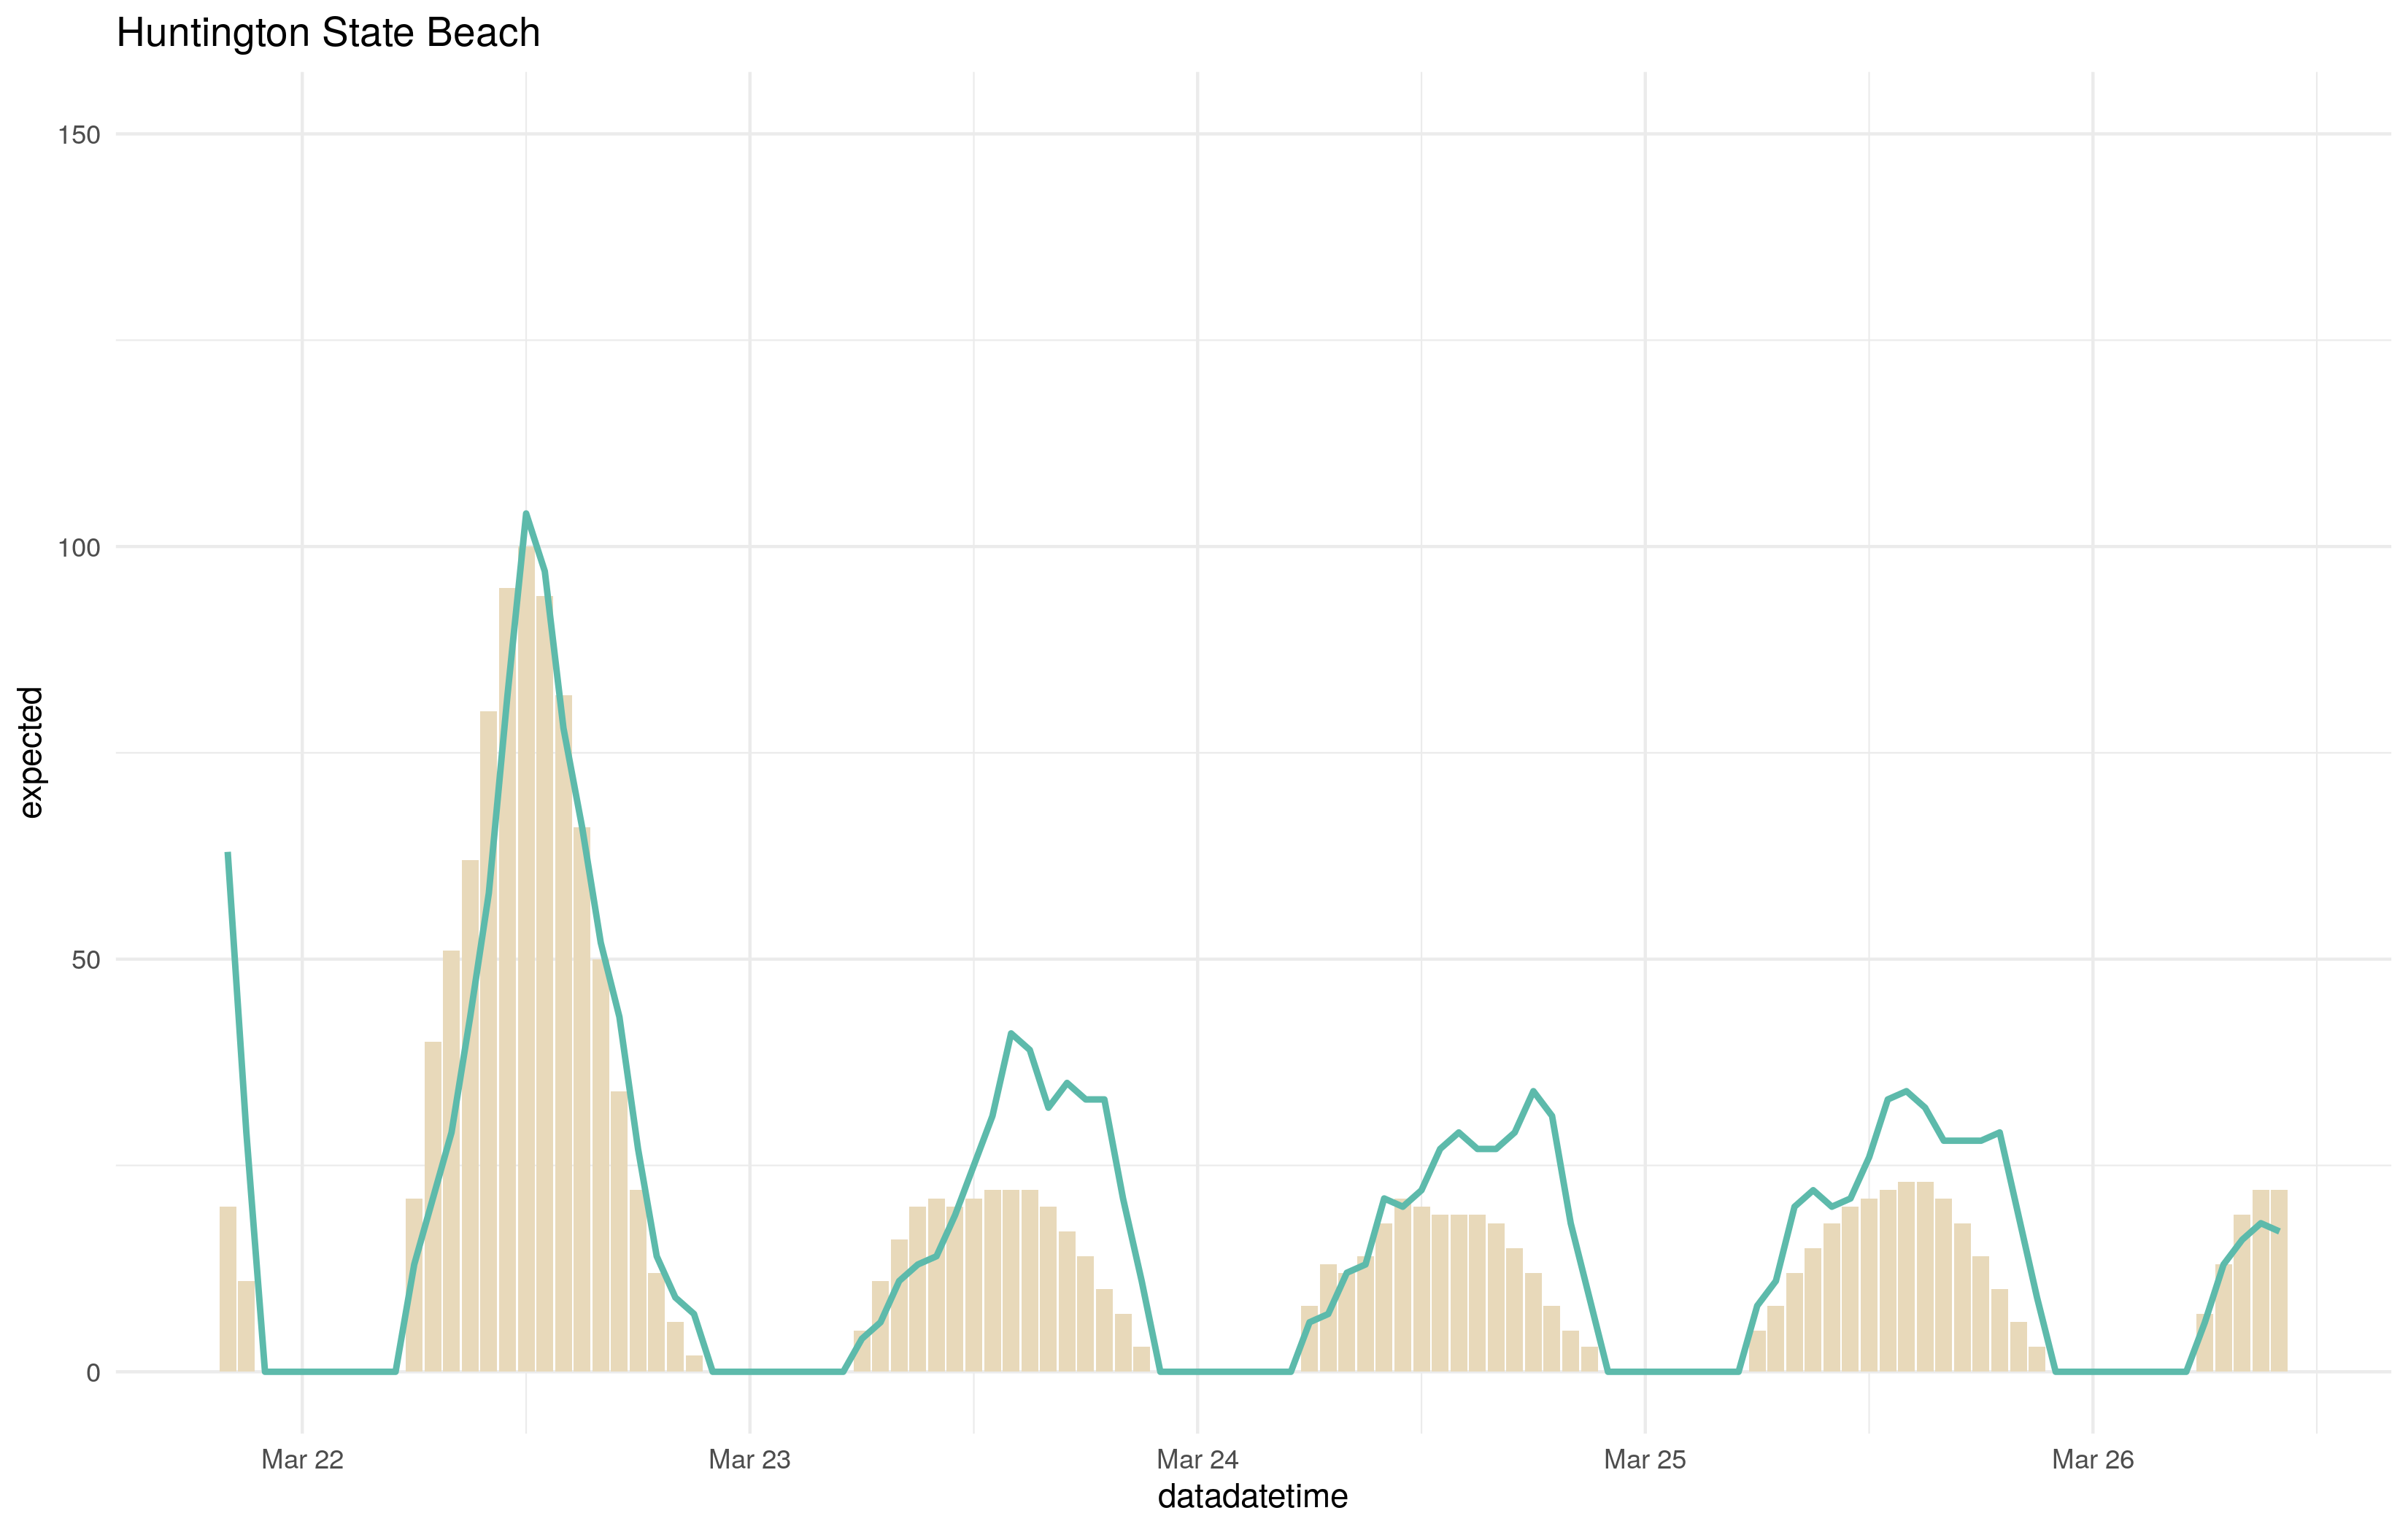 Huntington State Beach
150
100
50
0
expected
Mar 22
Mar 23
Mar 24
Mar 25
Mar 26
datadatetime